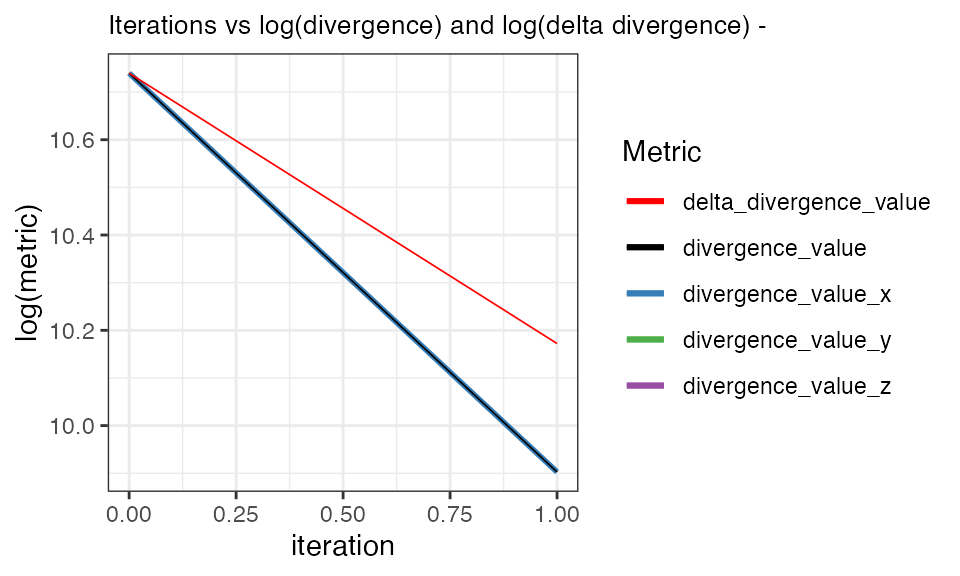 Iterations vs log(divergence) and log(delta divergence) -
log(metric)
10.6
10.4
10.2
10.0
0.00 0.25 0.50 0.75 1.00
iteration
Metric
delta_divergence_value
divergence_value
divergence_value_x
divergence_value_y
divergence_value_z